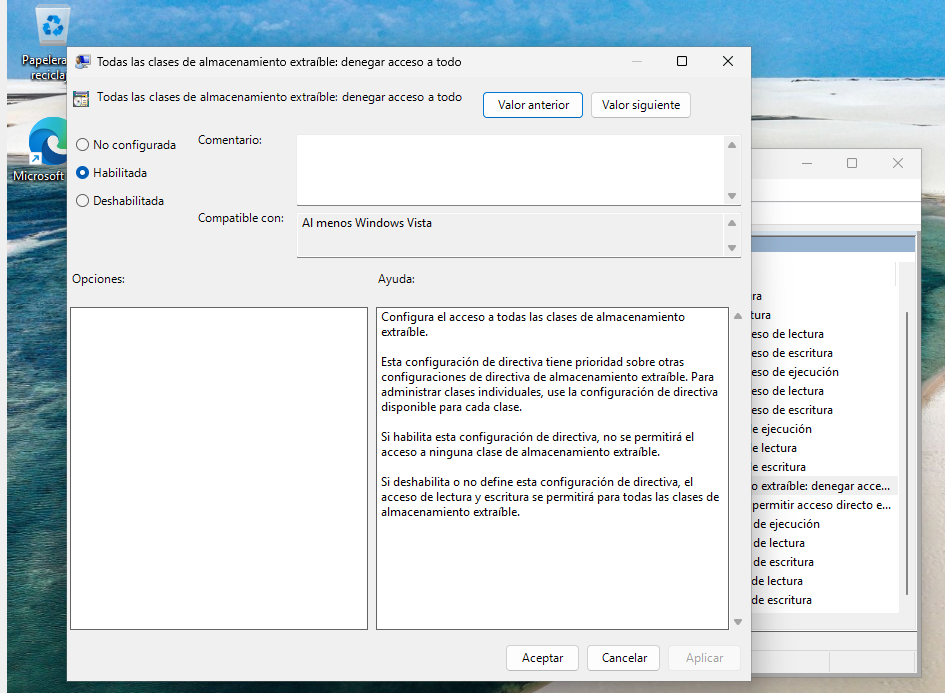 Papelera
recicla
Microsoft
Todas las clases de almacenamiento extraíble: denegar acceso a todo
Todas las clases de almacenamiento extraíble: denegar acceso a todo
Valor anterior
Valor siguiente
No configurada
Habilitada
Deshabilitada
Comentario:
Compatible con:
Al menos Windows Vista
Opciones:
Ayuda:
Configura el acceso a todas las clases de almacenamiento
extraíble.
Esta configuración de directiva tiene prioridad sobre otras
configuraciones de directiva de almacenamiento extraíble. Para
administrar clases individuales, use la configuración de directiva
disponible para cada clase.
Si habilita esta configuración de directiva, no se permitirá el
acceso a ninguna clase de almacenamiento extraíble.
Si deshabilita o no define esta configuración de directiva, el
acceso de lectura y escritura se permitirá para todas las clases de
almacenamiento extraíble.
Aceptar
Cancelar
Aplicar
ra
tura
eso de lectura
eso de escritura
eso de ejecución
eso de lectura
eso de escritura
e ejecución
e lectura
e escritura
o extraíble: denegar acce...
permitir acceso directo e...
de ejecución
de lectura
de escritura
de lectura
de escritura